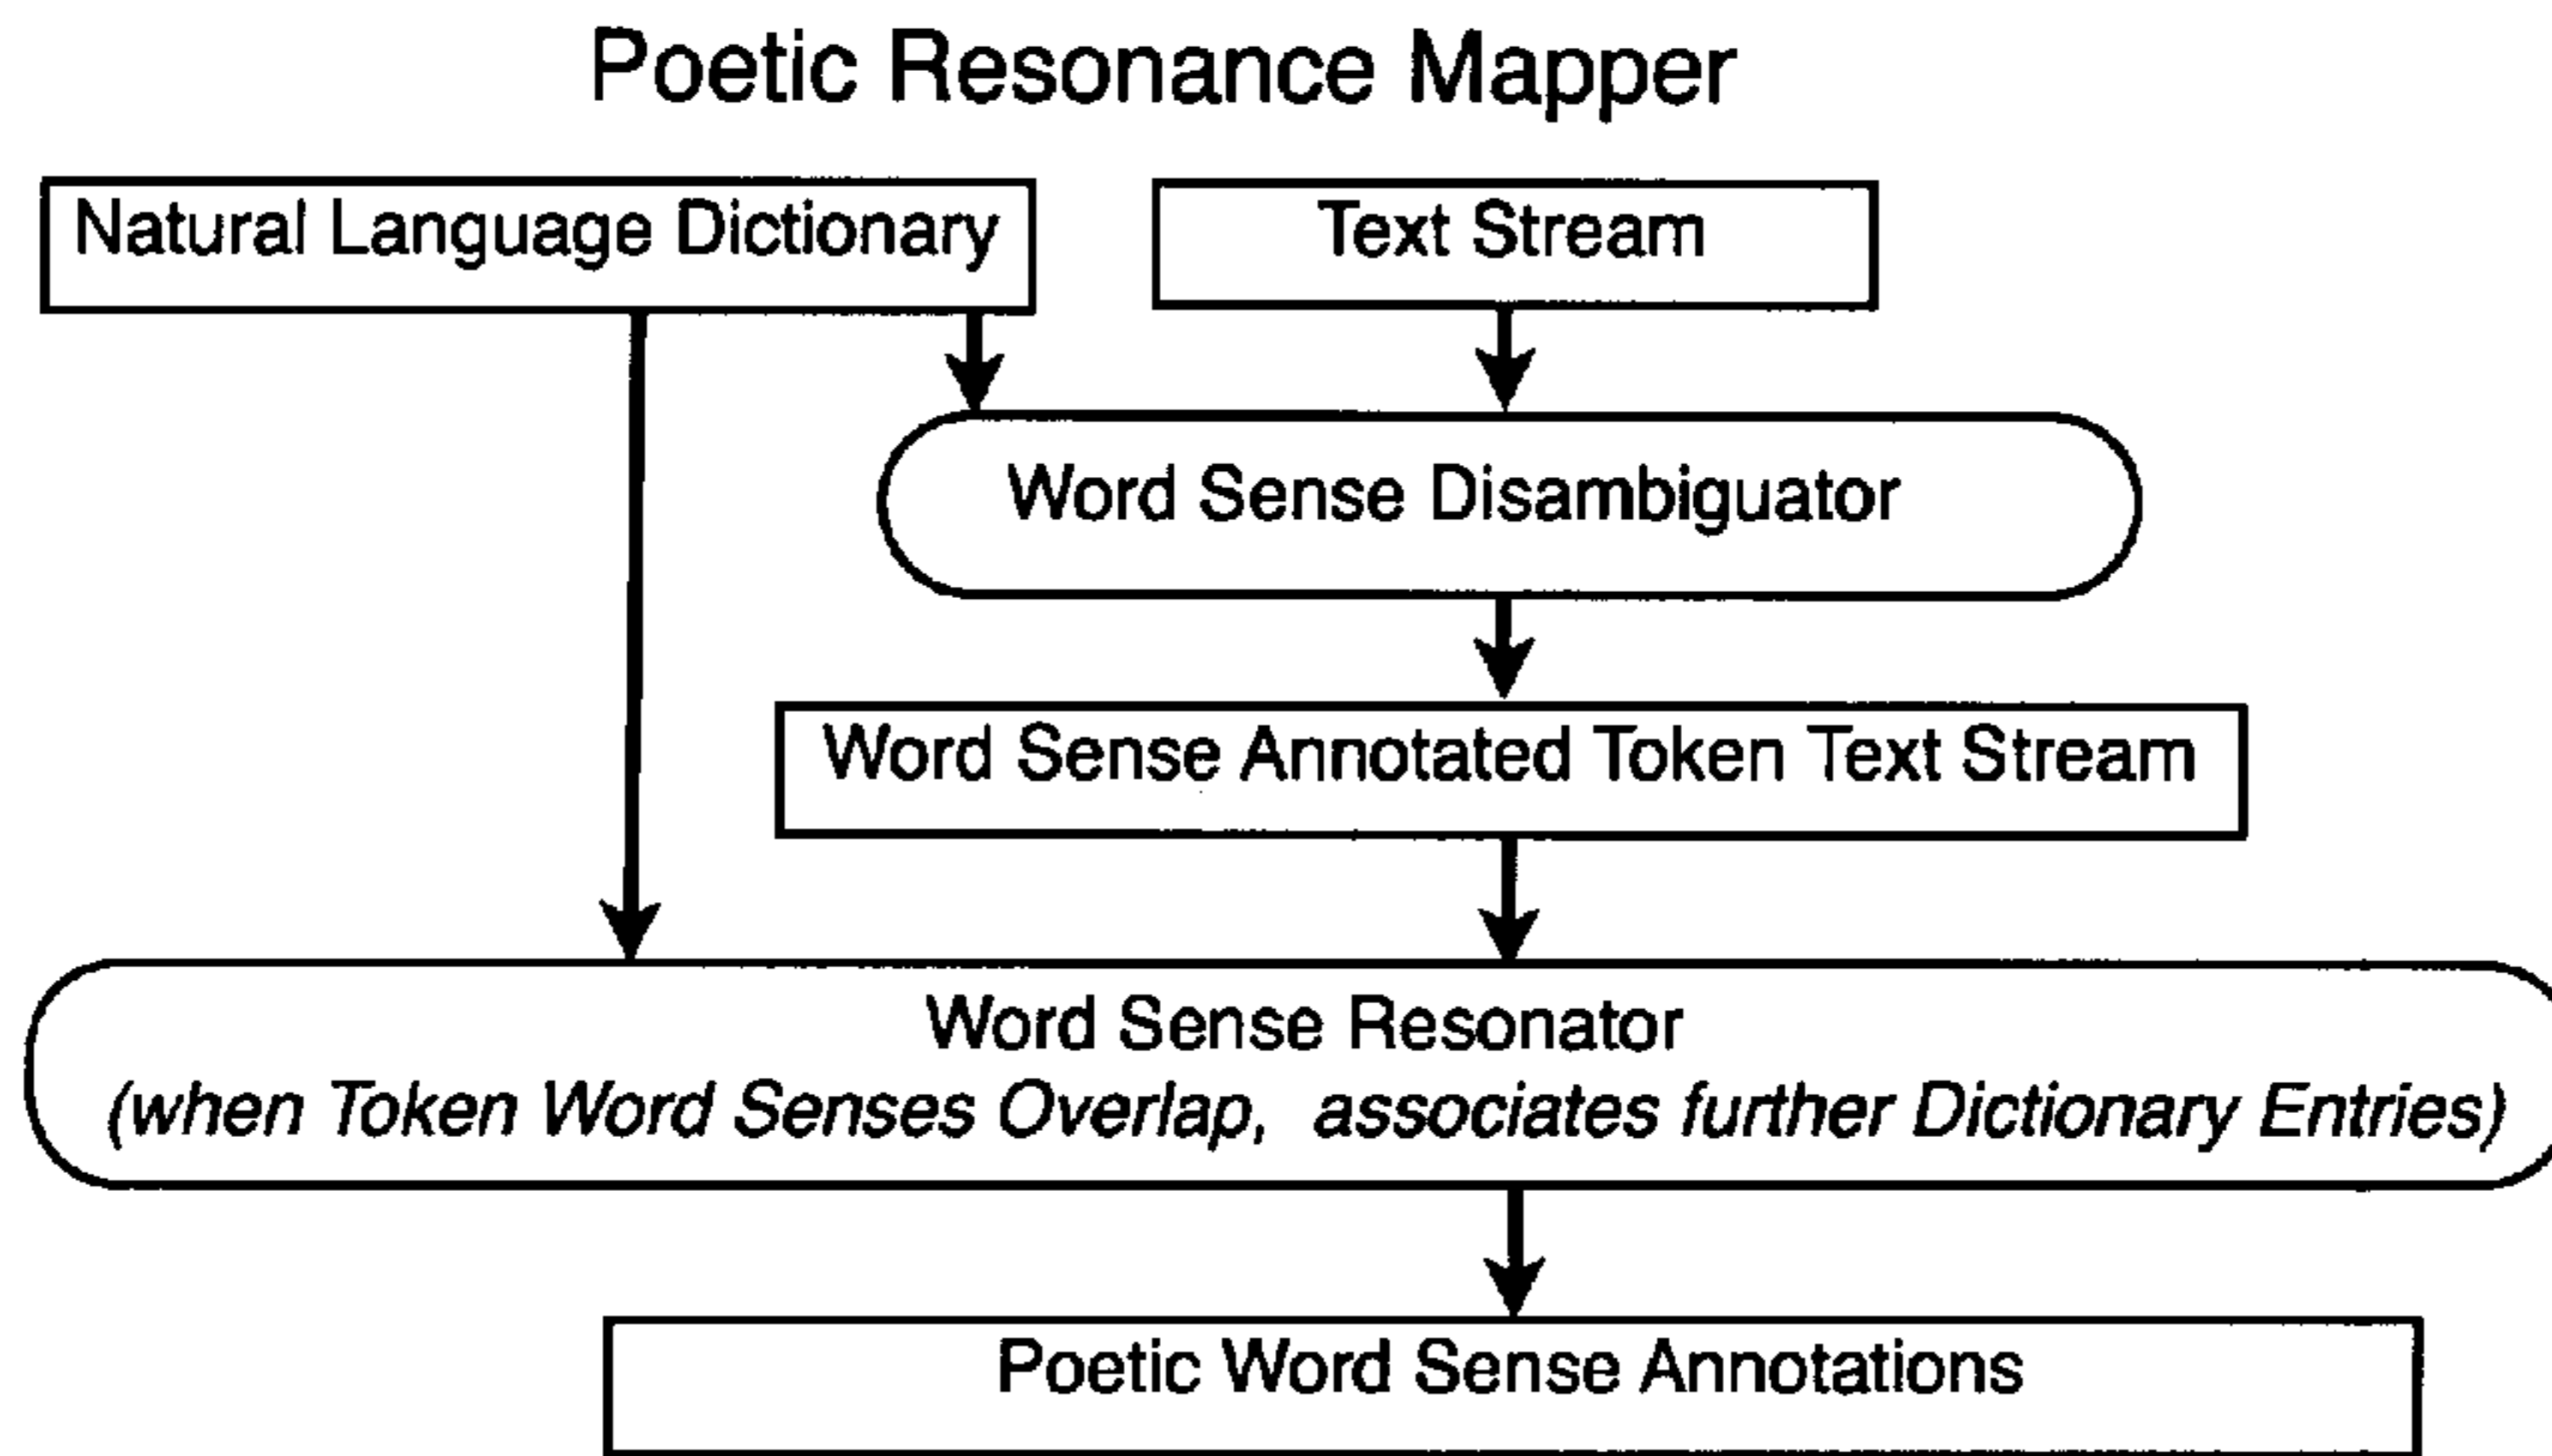 Poetic Resonance Mapper
Natural Language Dictionary
Text Stream
Word Sense Disambiguator
Word Sense Annotated Token Text Stream
Word Sense Resonator
(when Token Word Senses Overlap, associates further Dictionary Entries)
Poetic Word Sense Annotations